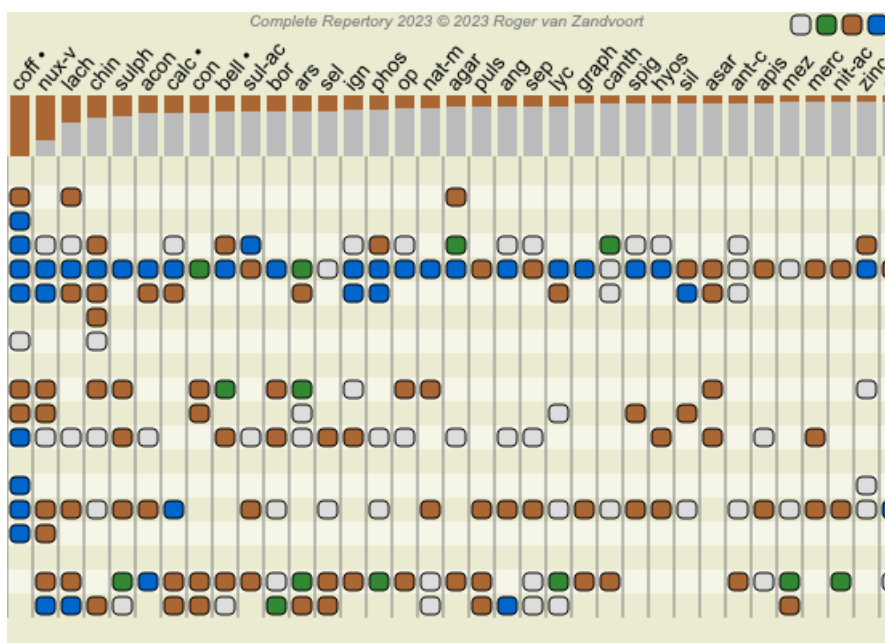 Complete Repertory 2023 © 2023 Roger van Zandvoort
coff • nux-v lach chin sulph acon calc • con bell • sul-ac bor ars sel ign phos op nat-m agar puls ang sep lyc graph canth spig hyos sil asar ant-c apis mez merc nit-ac zinc